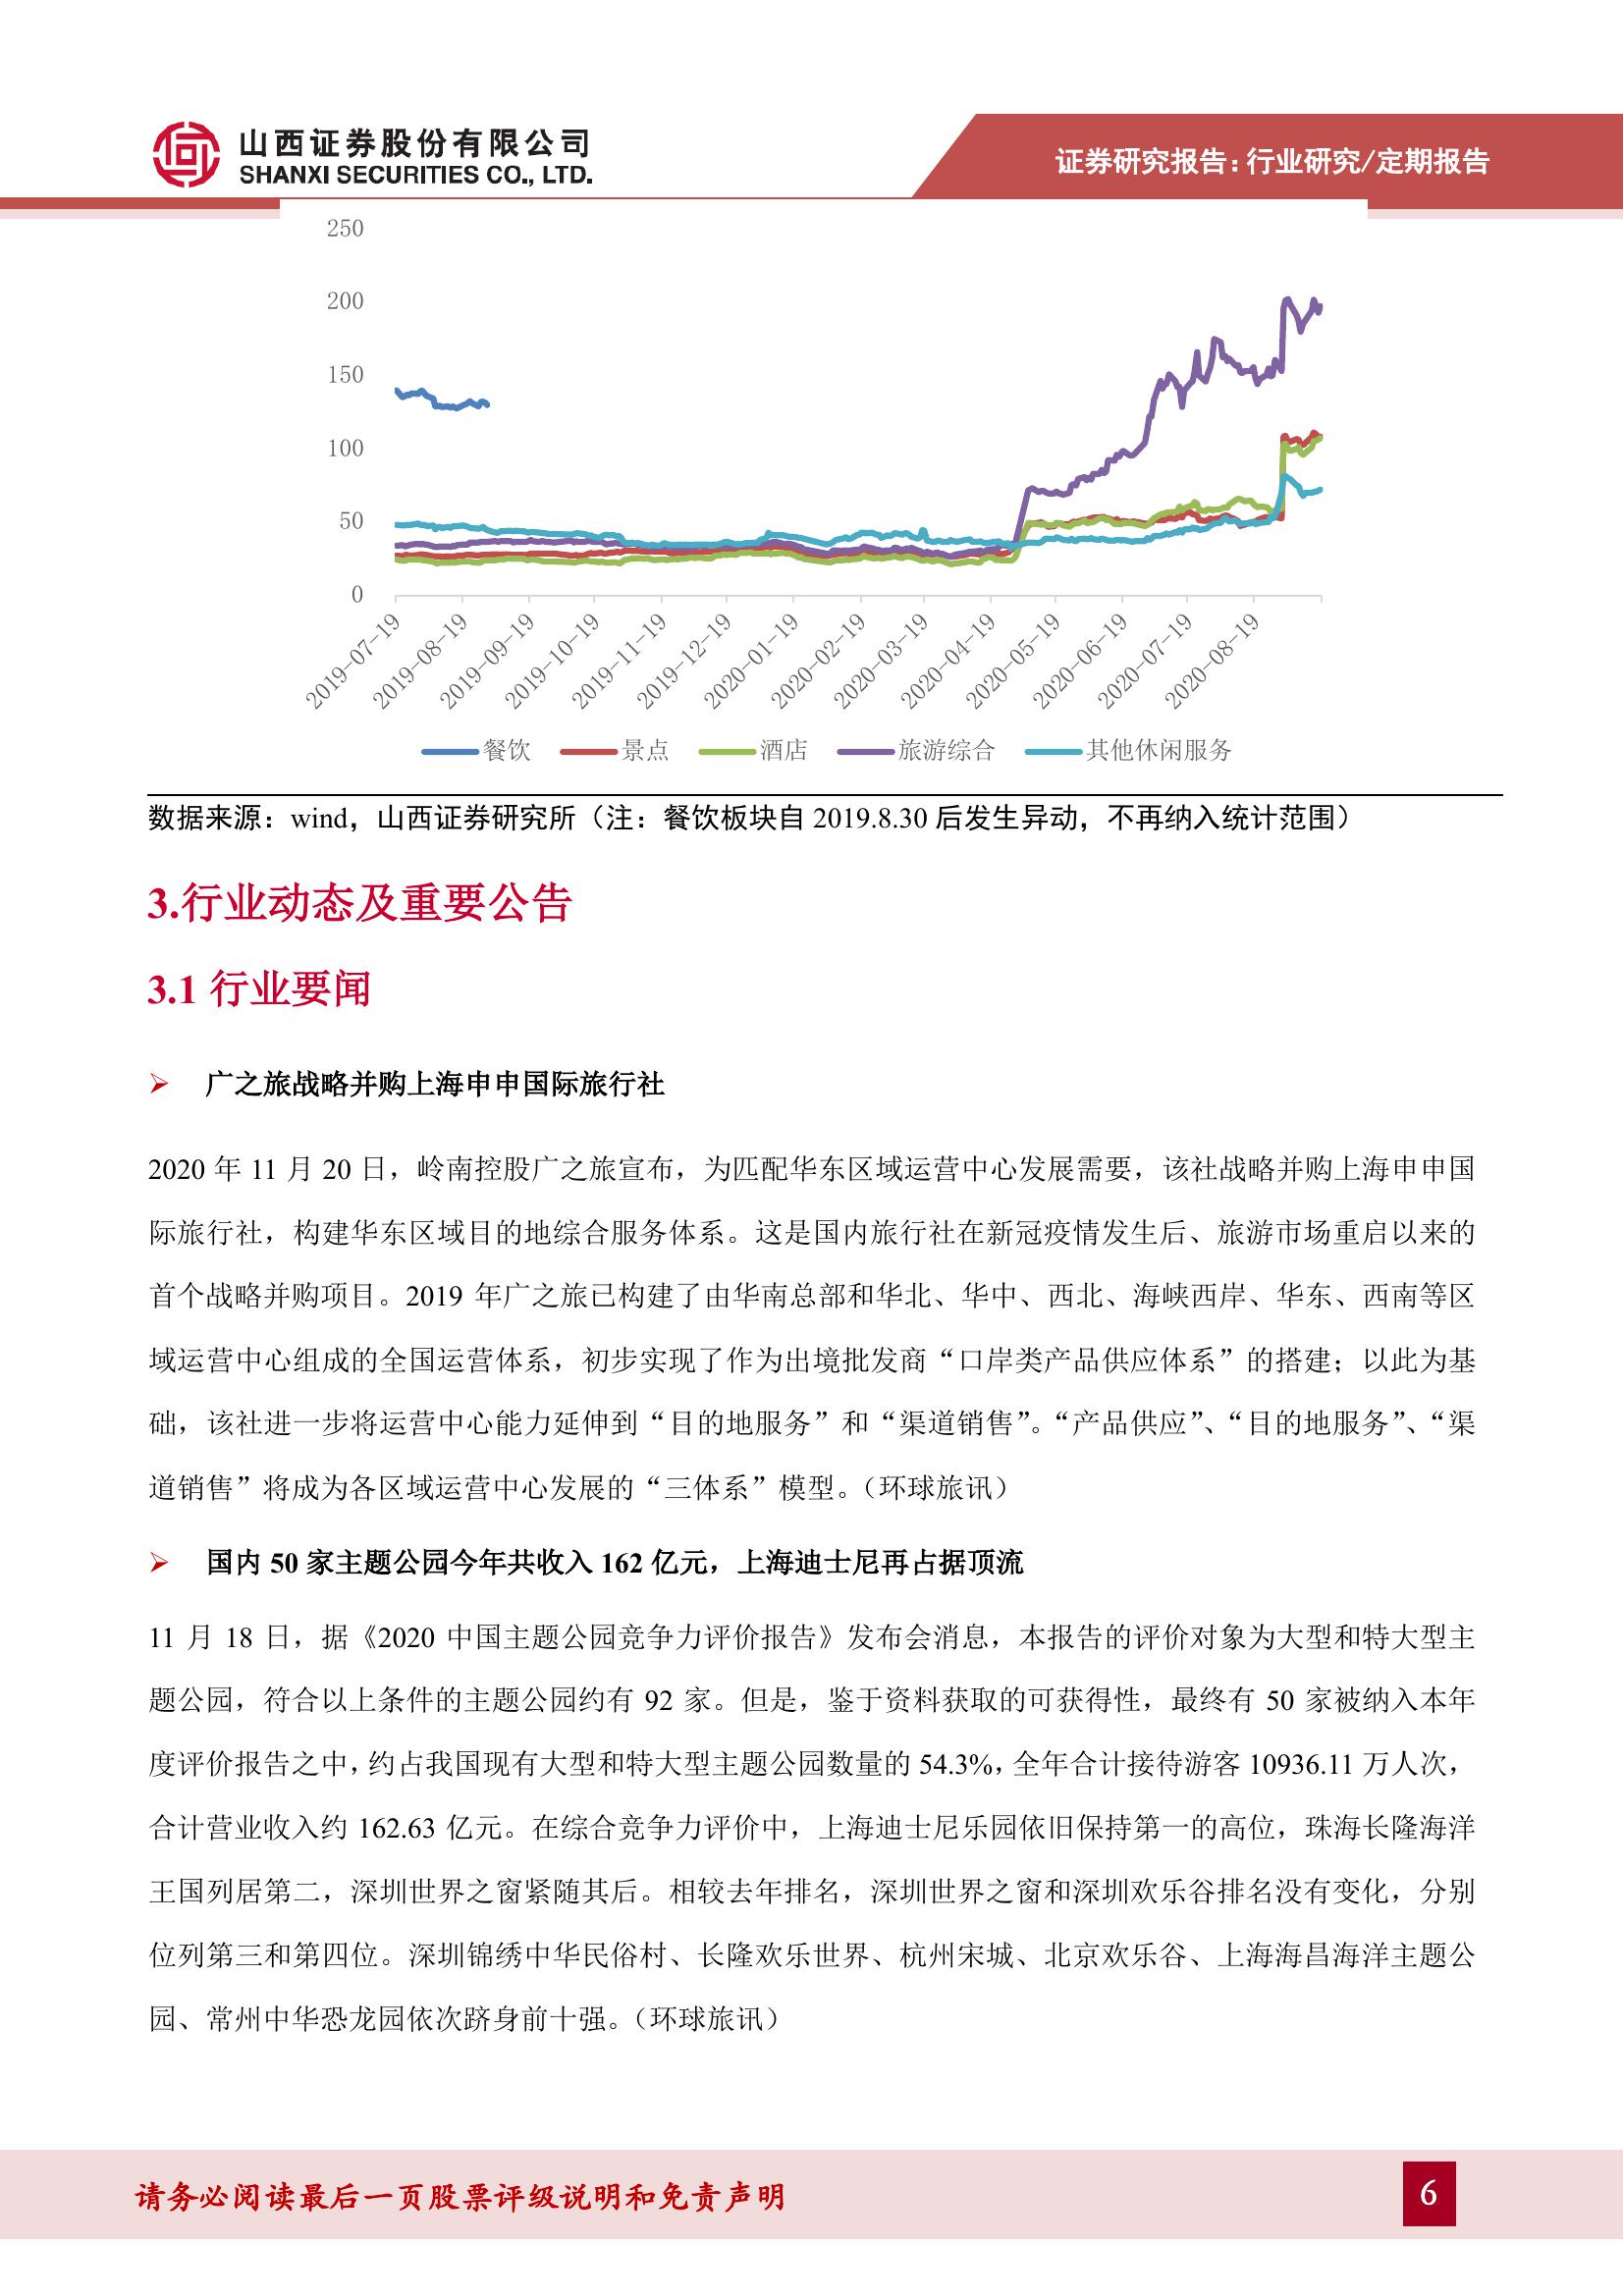 山西证券股份有限公司
SHANXI SECURITIES CO., LTD.
证券研究报告：行业研究/定期报告
250
200
150
100
50
0
2019-07-19
2019-08-19
2019-09-19
2019-10-19
2019-11-19
2019-12-19
2020-01-19
2020-02-19
2020-03-19
2020-04-19
2020-05-19
2020-06-19
2020-07-19
2020-08-19
餐饮 景点 酒店 旅游综合 其他休闲服务
数据来源：wind，山西证券研究所（注：餐饮板块自 2019.8.30 后发生异动，不再纳入统计范围）
3.行业动态及重要公告
3.1 行业要闻
广之旅战略并购上海申申国际旅行社
2020 年 11 月 20 日，岭南控股广之旅宣布，为匹配华东区域运营中心发展需要，该社战略并购上海申申国
际旅行社，构建华东区域目的地综合服务体系。这是国内旅行社在新冠疫情发生后、旅游市场重启以来的
首个战略并购项目。2019 年广之旅已构建了由华南总部和华北、华中、西北、海峡西岸、华东、西南等区
域运营中心组成的全国运营体系，初步实现了作为出境批发商“口岸类产品供应体系”的搭建；以此为基
础，该社进一步将运营中心能力延伸到“目的地服务”和“渠道销售”。“产品供应”、“目的地服务”、“渠
道销售”将成为各区域运营中心发展的“三体系”模型。（环球旅讯）
国内 50 家主题公园今年共收入 162 亿元，上海迪士尼再占据顶流
11 月 18 日，据《2020 中国主题公园竞争力评价报告》发布会消息，本报告的评价对象为大型和特大型主
题公园，符合以上条件的主题公园约有 92 家。但是，鉴于资料获取的可获得性，最终有 50 家被纳入本年
度评价报告之中，约占我国现有大型和特大型主题公园数量的 54.3%，全年合计接待游客 10936.11 万人次，
合计营业收入约 162.63 亿元。在综合竞争力评价中，上海迪士尼乐园依旧保持第一的高位，珠海长隆海洋
王国列居第二，深圳世界之窗紧随其后。相较去年排名，深圳世界之窗和深圳欢乐谷排名没有变化，分别
位列第三和第四位。深圳锦绣中华民俗村、长隆欢乐世界、杭州宋城、北京欢乐谷、上海海昌海洋主题公
园、常州中华恐龙园依次跻身前十强。（环球旅讯）
请务必阅读最后一页股票评级说明和免责声明
6